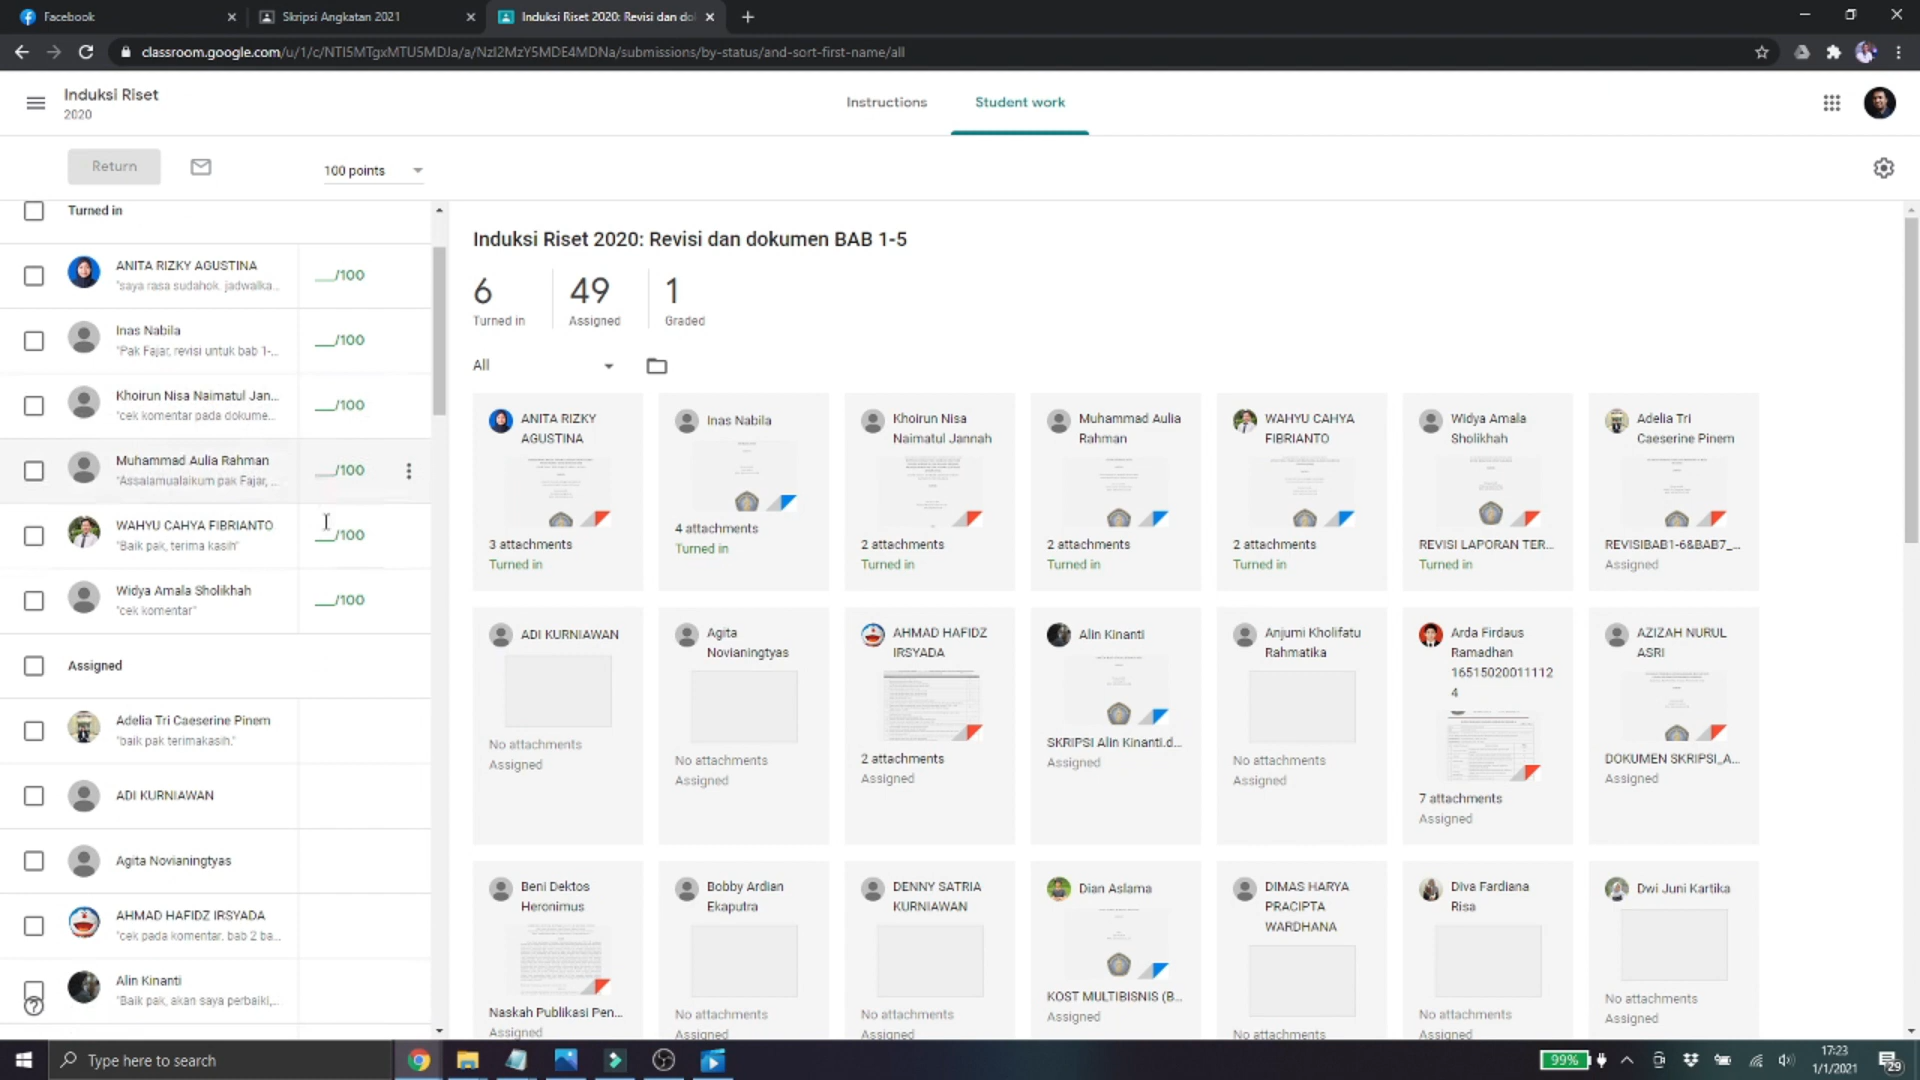 Facebook
Skripsi Angkatan 2021
Induksi Riset 2020: Revisi dan do
classroom.google.com/u/1/c/NTI5MTgxMTU5MDJa/a/NzI2MzY5MDE4MDNa/submissions/by-status/and-sort-first-name/all
Induksi Riset
2020
Instructions
Student work
Return
100 points
Turned in
ANITA RIZKY AGUSTINA
"saya rasa sudahok. jadwalka...
__/100
Inas Nabila
"Pak Fajar, revisi untuk bab 1-...
__/100
Khoirun Nisa Naimatul Jan...
"cek komentar pada dokume...
__/100
Muhammad Aulia Rahman
"Assalamualaikum pak Fajar, ...
__/100
WAHYU CAHYA FIBRIANTO
"Baik pak, terima kasih"
__/100
Widya Amala Sholikhah
"cek komentar"
__/100
Assigned
Adelia Tri Caeserine Pinem
"baik pak terimakasih."
ADI KURNIAWAN
Agita Novianingtyas
AHMAD HAFIDZ IRSYADA
"cek pada komentar. bab 2 ba...
Alin Kinanti
"Baik pak, akan saya perbaiki,...
Induksi Riset 2020: Revisi dan dokumen BAB 1-5
6
Turned in
49
Assigned
1
Graded
All
ANITA RIZKY
AGUSTINA
3 attachments
Turned in
Inas Nabila
4 attachments
Turned in
Khoirun Nisa
Naimatul Jannah
2 attachments
Turned in
Muhammad Aulia
Rahman
2 attachments
Turned in
WAHYU CAHYA
FIBRIANTO
2 attachments
Turned in
Widya Amala
Sholikhah
REVISI LAPORAN TER...
Turned in
Adelia Tri
Caeserine Pinem
REVISIBAB1-6&BAB7_...
Assigned
ADI KURNIAWAN
No attachments
Assigned
Agita
Novianingtyas
No attachments
Assigned
AHMAD HAFIDZ
IRSYADA
2 attachments
Assigned
Alin Kinanti
SKRIPSI Alin Kinanti.d...
Assigned
Anjumi Kholifatu
Rahmatika
No attachments
Assigned
Arda Firdaus
Ramadhan
16515020011112
4
7 attachments
Assigned
AZIZAH NURUL
ASRI
DOKUMEN SKRIPSI_A...
Assigned
Beni Dektos
Heronimus
Naskah Publikasi Pen...
Assigned
Bobby Ardian
Ekaputra
No attachments
Assigned
DENNY SATRIA
KURNIAWAN
No attachments
Assigned
Dian Aslama
KOST MULTIBISNIS (B...
Assigned
DIMAS HARYA
PRACIPTA
WARDHANA
No attachments
Diva Fardiana
Risa
No attachments
Assigned
Dwi Juni Kartika
No attachments
Assigned
Type here to search
99%
17:23
1/1/2021
29